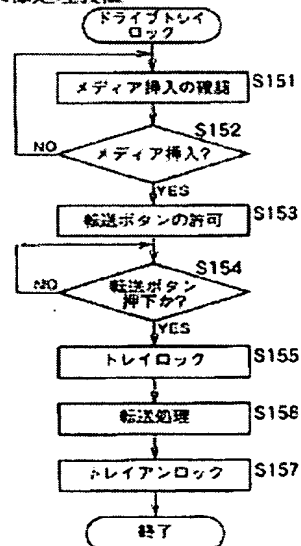 ドライブトレイ
ロック
メディア挿入の確認
S151
S152
メディア挿入?
NO
YES
転送ボタンの許可
S153
S154
転送ボタン
押下か?
NO
YES
トレイロック
S155
転送処理
S156
トレイアンロック
S157
終了